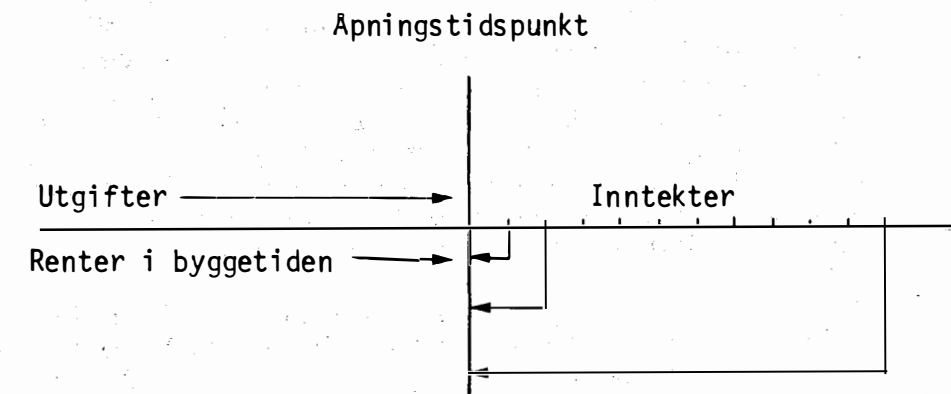 Åpningstidspunkt
Utgifter
Inntekter
Renter i byggetiden